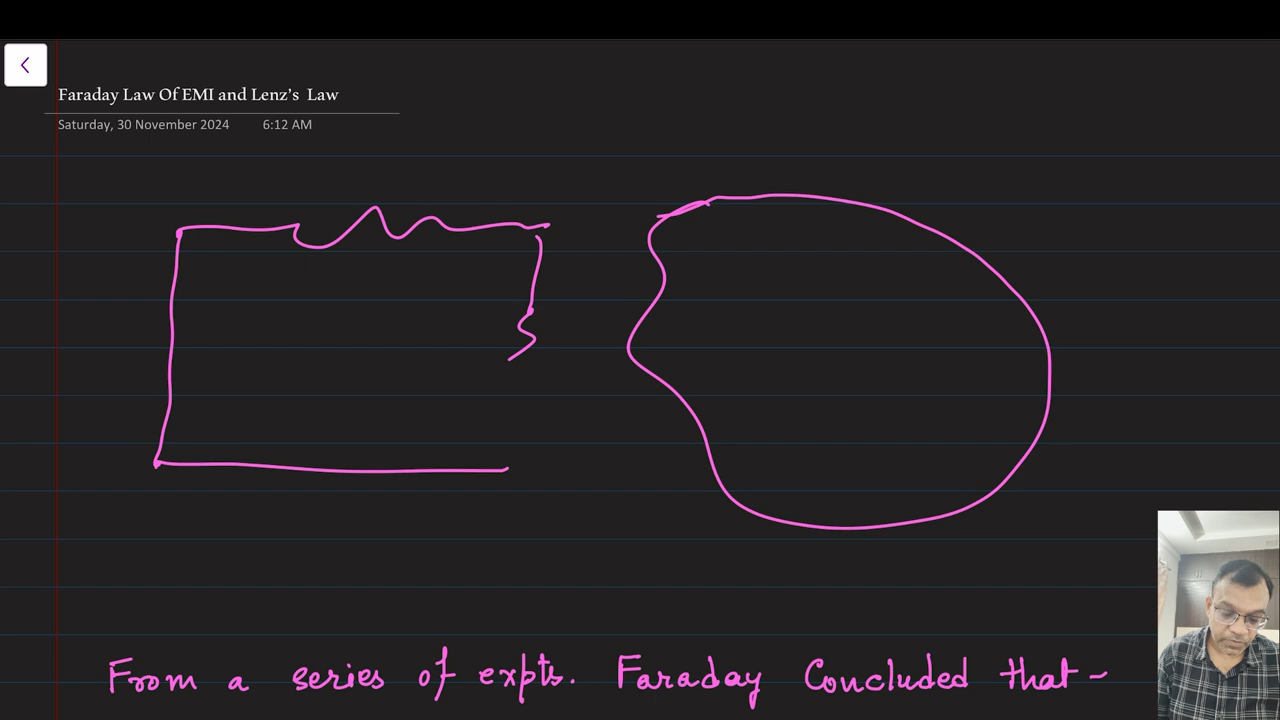 Faraday Law Of EMI and Lenz's Law
Saturday, 30 November 2024 6:12 AM
From a series of expts. Faraday Concluded that -